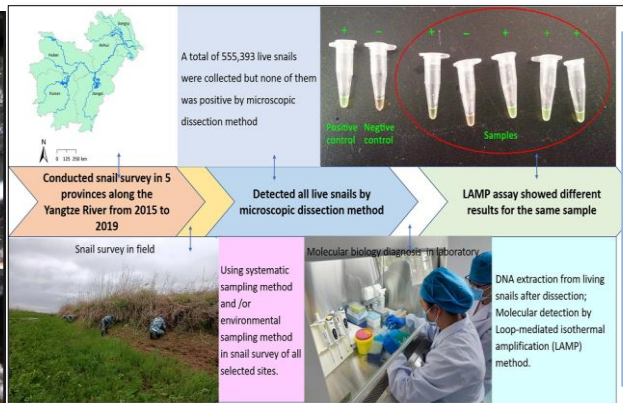 Jiangsu
Anhui
Hubei
Hunan
Jiangxi
N
0 125 250 km
A total of 555,393 live snails
were collected but none of them
was positive by microscopic
dissection method
+ − + − + + +
Positive
control
Negtive
control
Samples
Conducted snail survey in 5
provinces along the
Yangtze River from 2015 to
2019
Detected all live snails by
microscopic dissection method
LAMP assay showed different
results for the same sample
Snail survey in field
Using systematic
sampling method
and /or
environmental
sampling method
in snail survey of all
selected sites.
Molecular biology diagnosis in laboratory
DNA extraction from living
snails after dissection;
Molecular detection by
Loop-mediated isothermal
amplification (LAMP)
method.